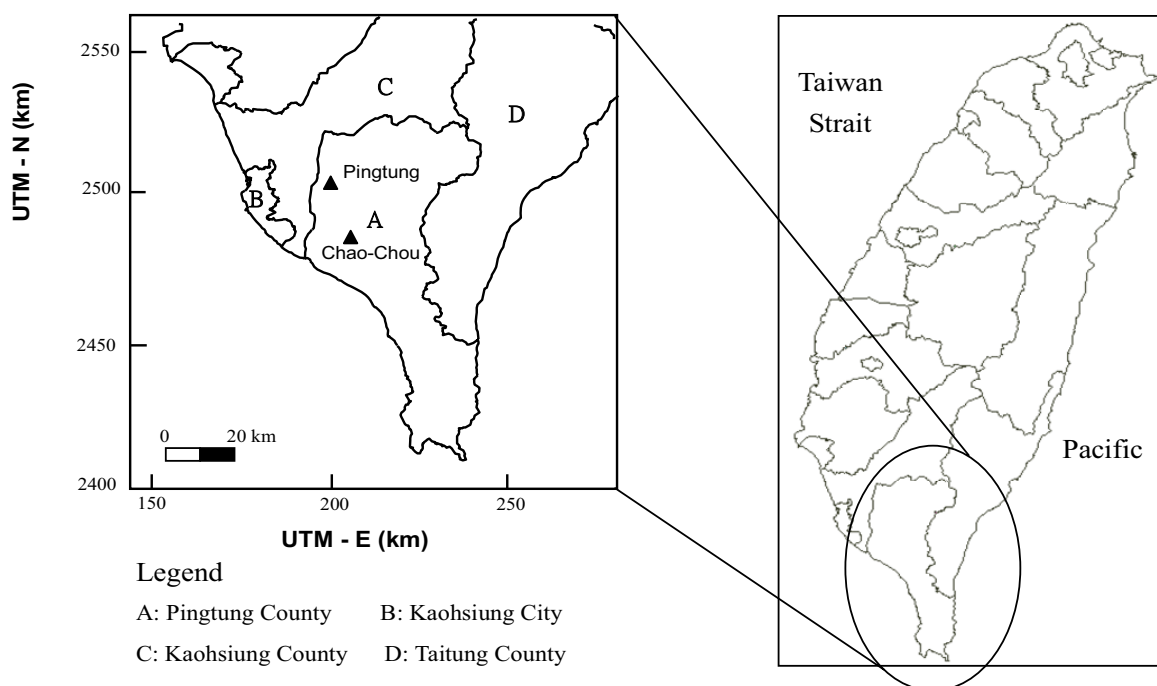 UTM - N (km)
2550
2500
2450
2400
150
200
250
UTM - E (km)
C
D
Pingtung
B
A
Chao-Chou
0 20 km
Legend
A: Pingtung County B: Kaohsiung City
C: Kaohsiung County D: Taitung County
Taiwan
Strait
Pacific